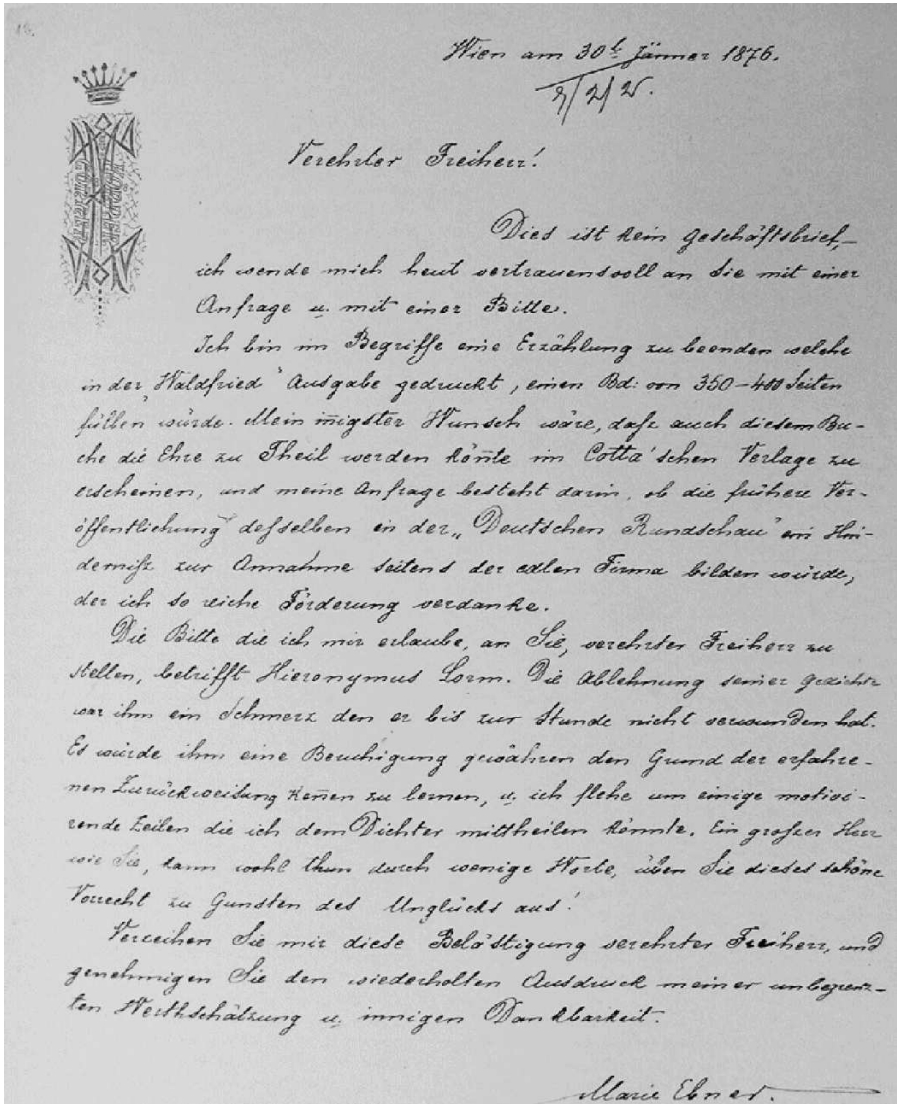 18.
Wien am 30t. Jänner 1876.
2/2
Verehrter Freiherr!
Dies ist kein Geschäftsbrief, –
ich wende mich heut vertrauensvoll an Sie mit einer
Anfrage u. mit einer Bitte.
Ich bin im Begriffe eine Erzählung zu beenden welche
in der „Waldfried" Ausgabe gedruckt, einen Bd: von 350–400 Seiten
füllen würde. Mein iñigster Wunsch wäre, daß auch diesem Bu-
che die Ehre zu Theil werden köñte im Cotta'schen Verlage zu
erscheinen, und meine Anfrage besteht darin, ob die frühere Ver-
öffentlichung desselben in der „Deutschen Rundschau" ein Hin-
derniß zur Annahme seitens der edlen Firma bilden würde,
der ich so reiche Förderung verdanke.
Die Bitte die ich mir erlaube, an Sie, verehrter Freiherr zu
stellen, betrifft Hieronymus Lorm. Die Ablehnung seiner Gedichte
war ihm ein Schmerz den er bis zur Stunde nicht verwunden hat.
Es würde ihm eine Beruhigung gewähren den Grund der erfahre-
nen Zurückweisung keñen zu lernen, u. ich flehe um einige motivi-
rende Zeilen die ich dem Dichter mittheilen könnte. Ein großer Herr
wie Sie, kann wohl thun durch wenige Worte, üben Sie dieses schöne
Vorrecht zu Gunsten des Unglücks aus!
Verzeihen Sie mir diese Belästigung verehrter Freiherr, und
genehmigen Sie den wiederholten Ausdruck meiner unbegrenz-
ten Werthschätzung u. innigen Dankbarkeit.
Marie Ebner.